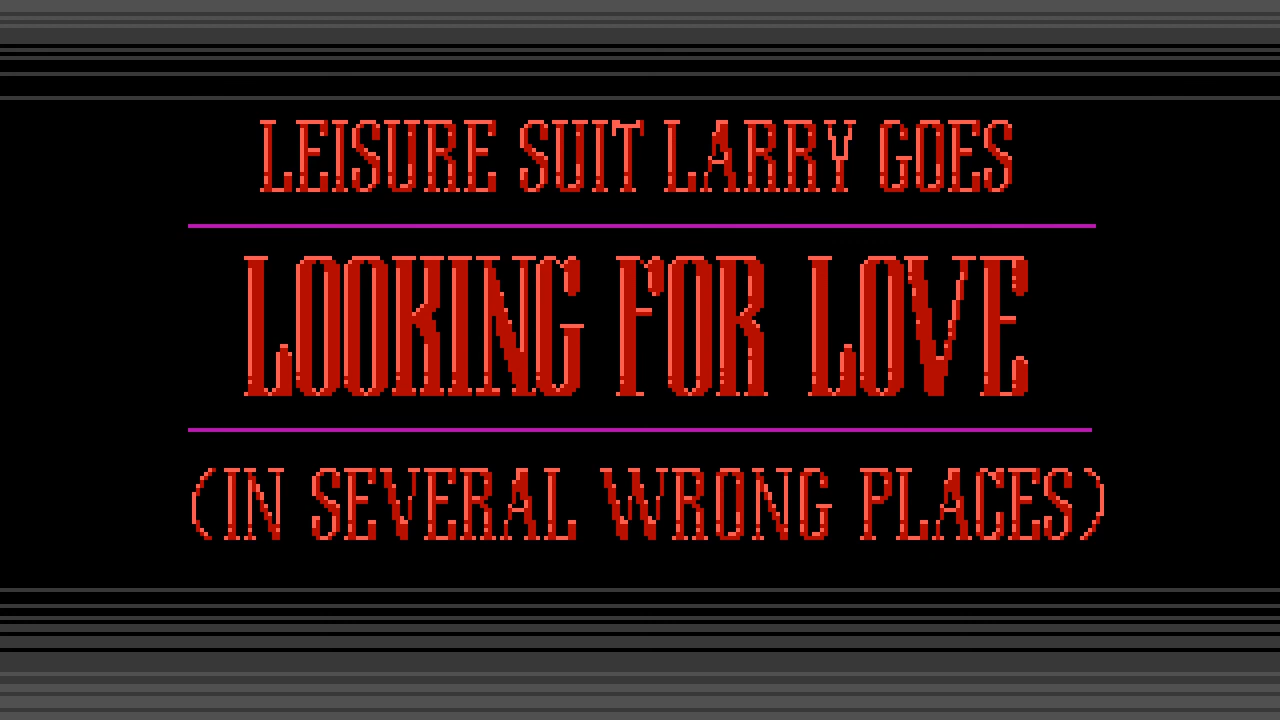 LEISURE SUIT LARRY GOES
LOOKING FOR LOVE
(IN SEVERAL WRONG PLACES)